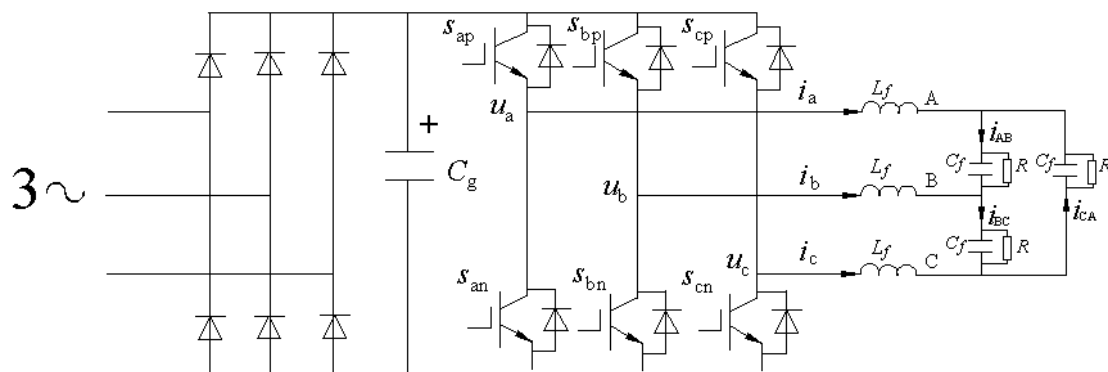 s_ap s_bp s_cp
u_a i_a L_f A
i_AB
+
C_f R C_f R
3∼ C_g
u_b i_b L_f B
i_BC i_CA
C_f R
u_c i_c L_f C
s_an s_bn s_cn